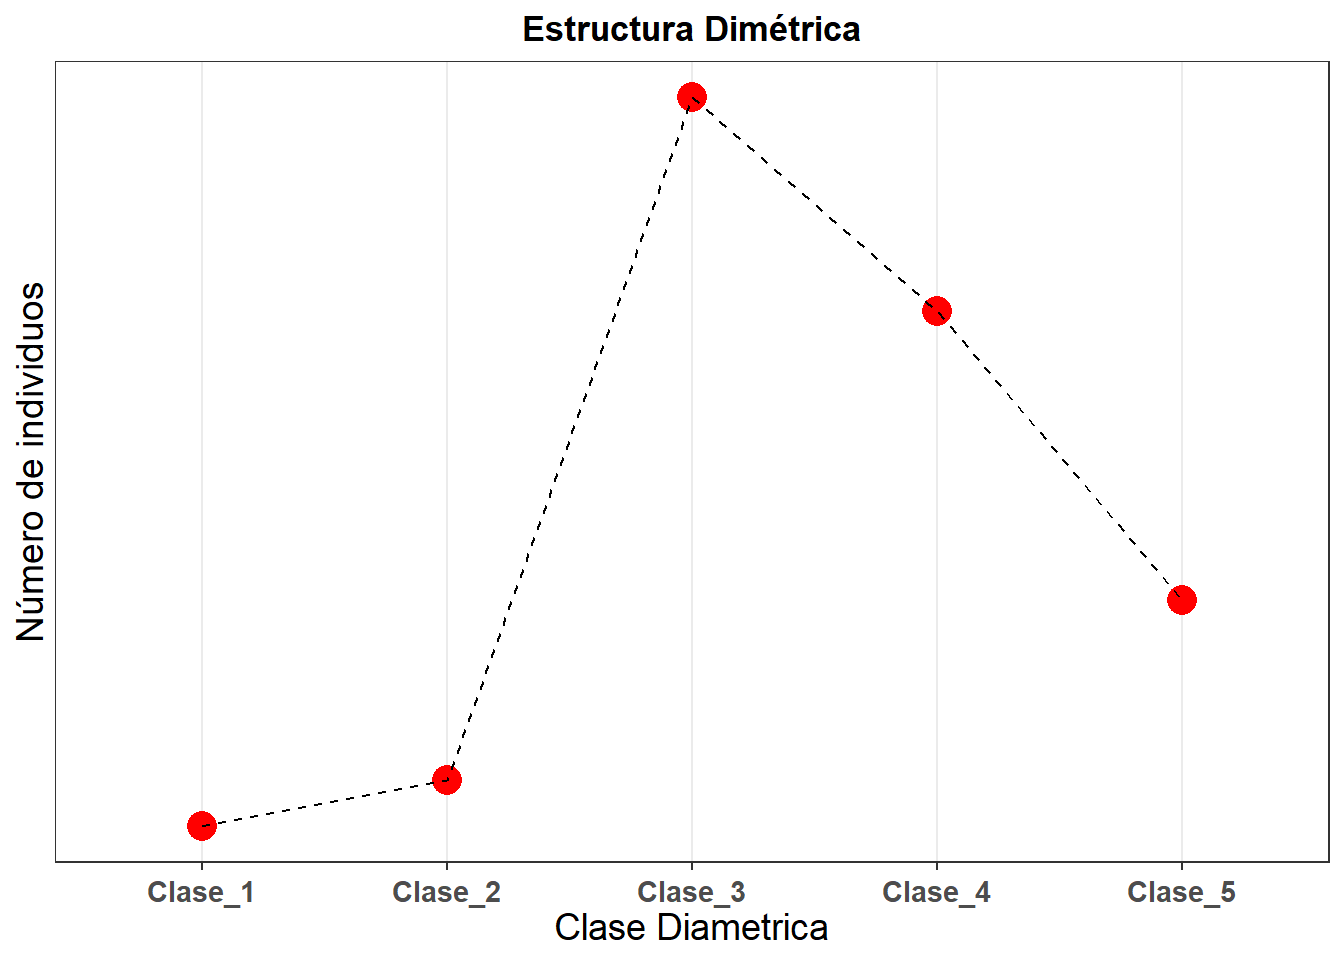 Estructura Dimétrica
Número de individuos
Clase_1 Clase_2 Clase_3 Clase_4 Clase_5
Clase Diametrica